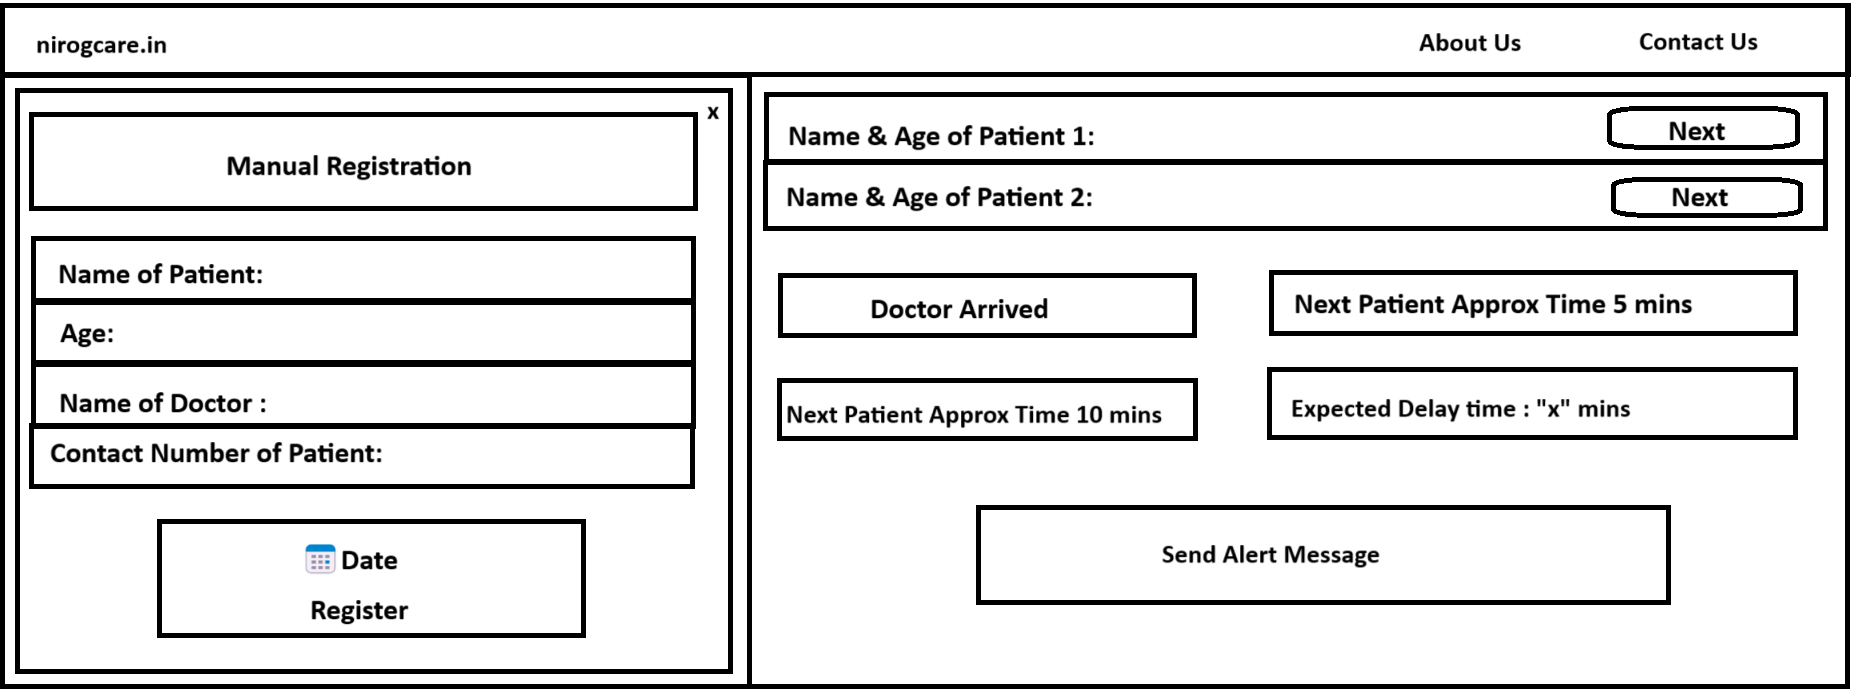 nirogcare.in
About Us
Contact Us
x
Manual Registration
Name of Patient:
Age:
Name of Doctor :
Contact Number of Patient:
Date
Register
Name & Age of Patient 1:
Next
Name & Age of Patient 2:
Next
Doctor Arrived
Next Patient Approx Time 5 mins
Next Patient Approx Time 10 mins
Expected Delay time : "x" mins
Send Alert Message